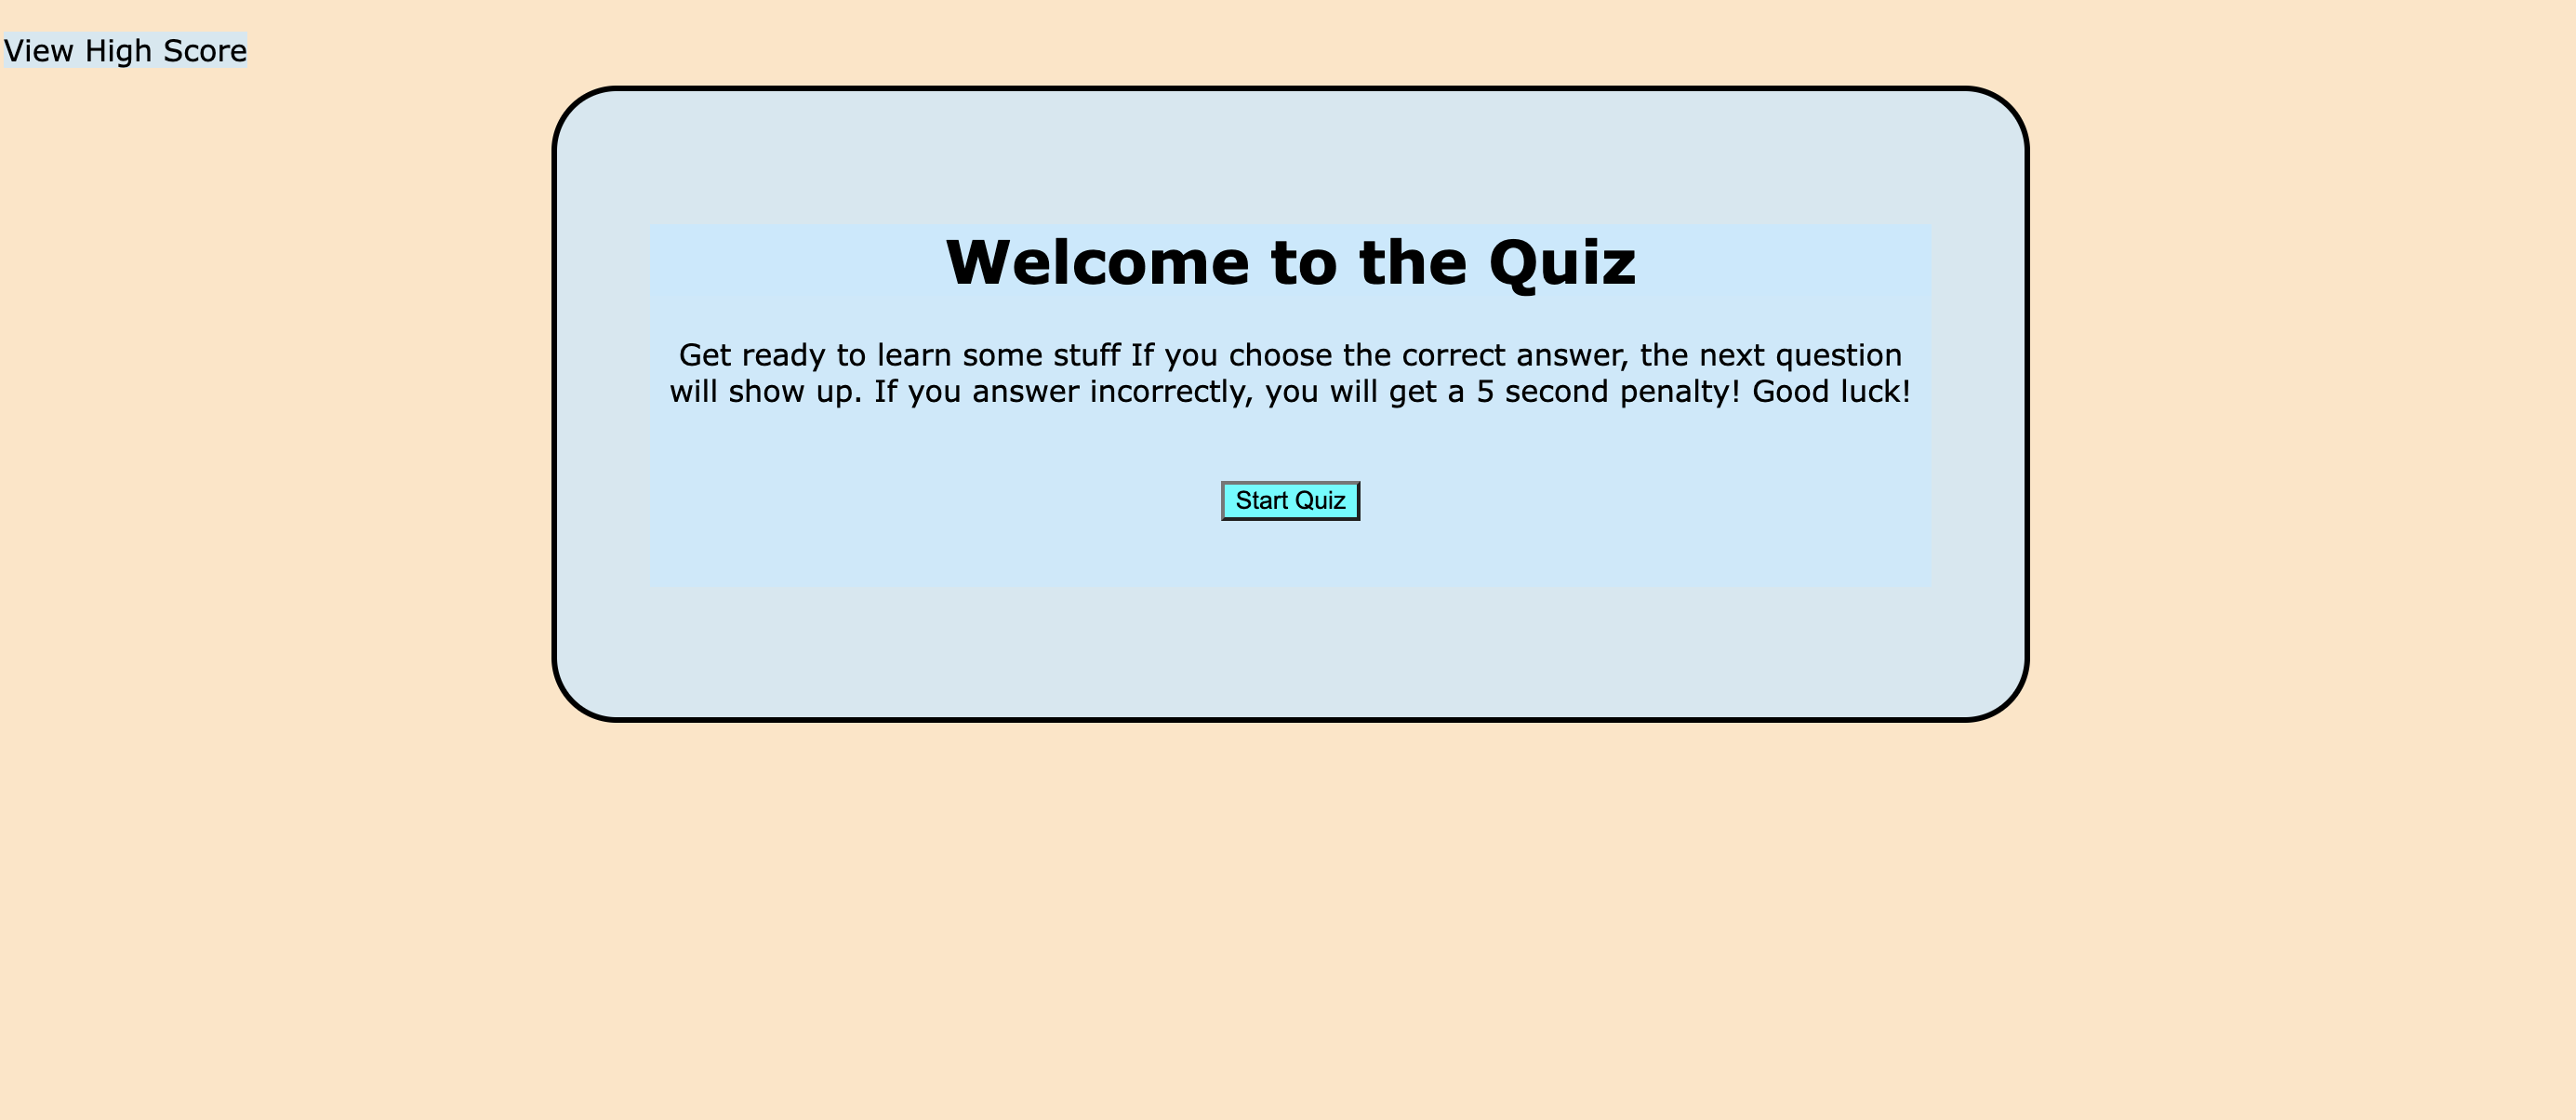 View High Score
Welcome to the Quiz
Get ready to learn some stuff If you choose the correct answer, the next question
will show up. If you answer incorrectly, you will get a 5 second penalty! Good luck!
Start Quiz